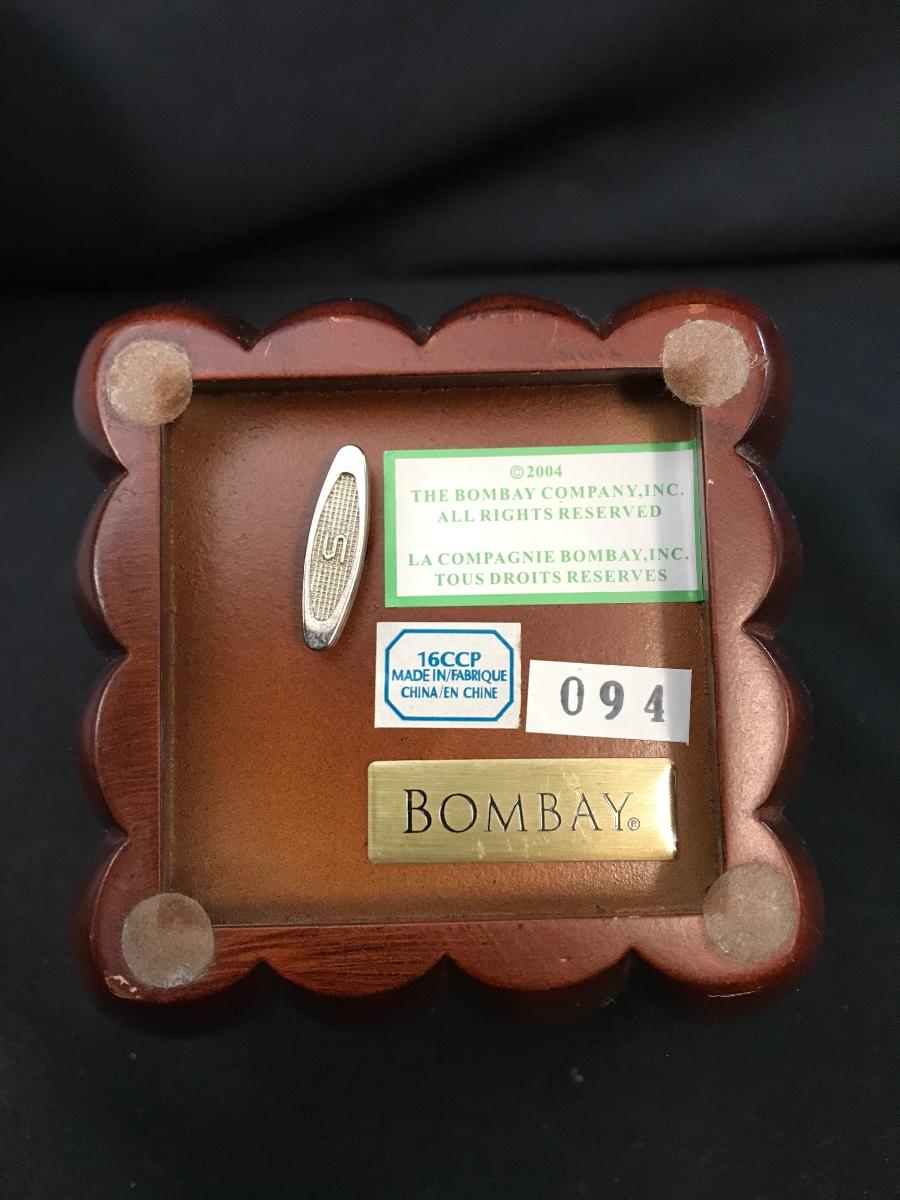 ©2004
THE BOMBAY COMPANY,INC.
ALL RIGHTS RESERVED
LA COMPAGNIE BOMBAY,INC.
TOUS DROITS RESERVES
S
16CCP
MADE IN/FABRIQUE
CHINA/EN CHINE
094
BOMBAY®